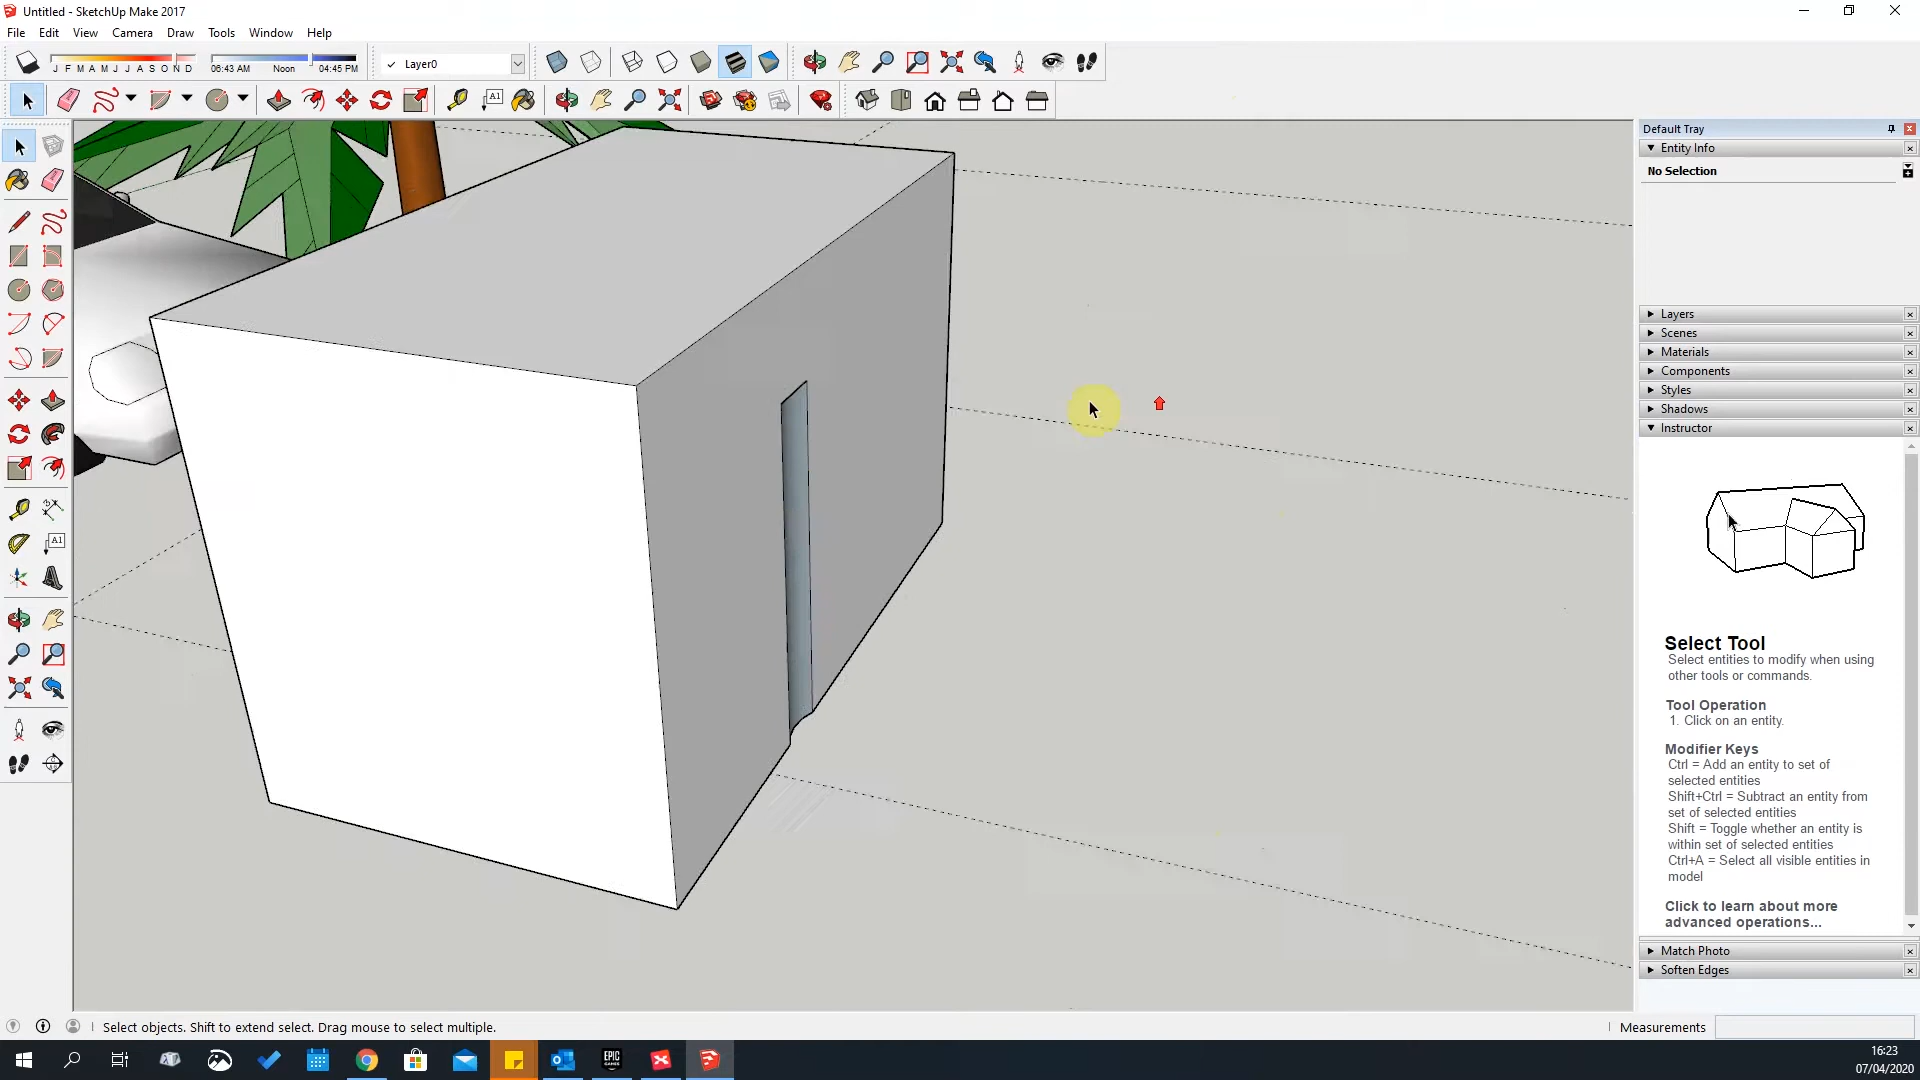 Untitled - SketchUp Make 2017
File Edit View Camera Draw Tools Window Help
J F M A M J J A S O N D 06:43 AM Noon 04:45 PM ✓ Layer0
A1
Default Tray
Entity Info
No Selection
Layers
Scenes
Materials
Components
Styles
Shadows
Instructor
A1
Select Tool
Select entities to modify when using
other tools or commands.
Tool Operation
1. Click on an entity.
Modifier Keys
Ctrl = Add an entity to set of
selected entities
Shift+Ctrl = Subtract an entity from
set of selected entities
Shift = Toggle whether an entity is
within set of selected entities
Ctrl+A = Select all visible entities in
model
Click to learn about more
advanced operations...
Match Photo
Soften Edges
Select objects. Shift to extend select. Drag mouse to select multiple.
Measurements
EPIC GAMES
16:23
07/04/2020